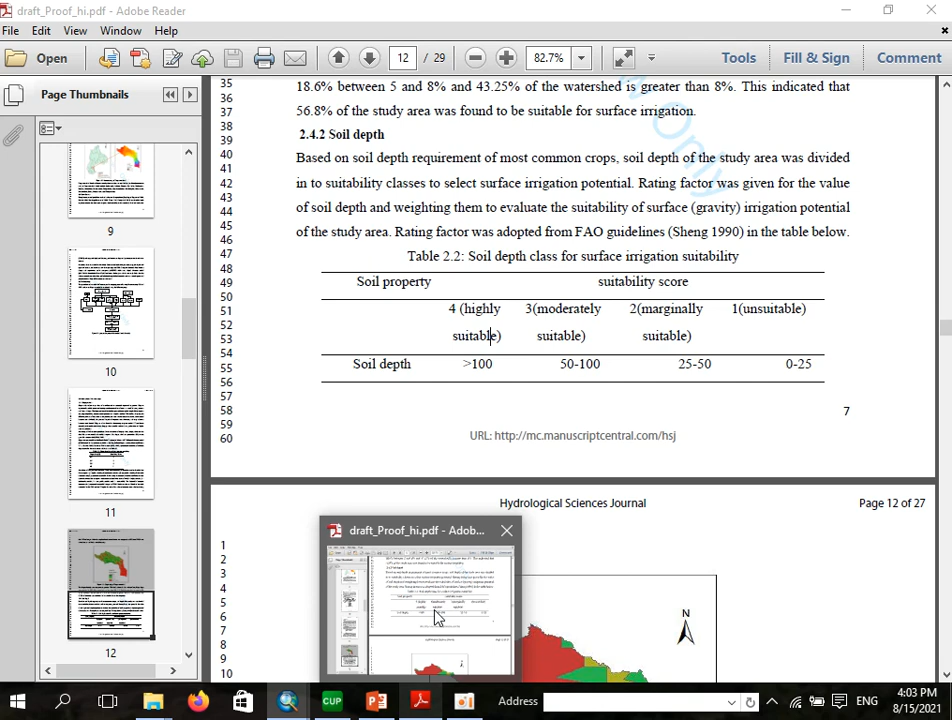 draft_Proof_hi.pdf - Adobe Reader
File Edit View Window Help
Open 12 / 29 82.7% Tools Fill & Sign Comment
Page Thumbnails
9
10
11
12
35
36 18.6% between 5 and 8% and 43.25% of the watershed is greater than 8%. This indicated that
37
38 56.8% of the study area was found to be suitable for surface irrigation.
39 2.4.2 Soil depth
40 Based on soil depth requirement of most common crops, soil depth of the study area was divided
41
42 in to suitability classes to select surface irrigation potential. Rating factor was given for the value
43
44 of soil depth and weighting them to evaluate the suitability of surface (gravity) irrigation potential
45
46 of the study area. Rating factor was adopted from FAO guidelines (Sheng 1990) in the table below.
47 Table 2.2: Soil depth class for surface irrigation suitability
48
49 Soil property suitability score
50
51 4 (highly 3(moderately 2(marginally 1(unsuitable)
52
53 suitable) suitable) suitable)
54
55 Soil depth >100 50-100 25-50 0-25
56
57
58 7
59
60 URL: http://mc.manuscriptcentral.com/hsj
w Only
Hydrological Sciences Journal Page 12 of 27
1
2
3
4
5
6
7
8
9
10
N
draft_Proof_hi.pdf - Adob...
CUP Address ENG 4:03 PM
8/15/2021